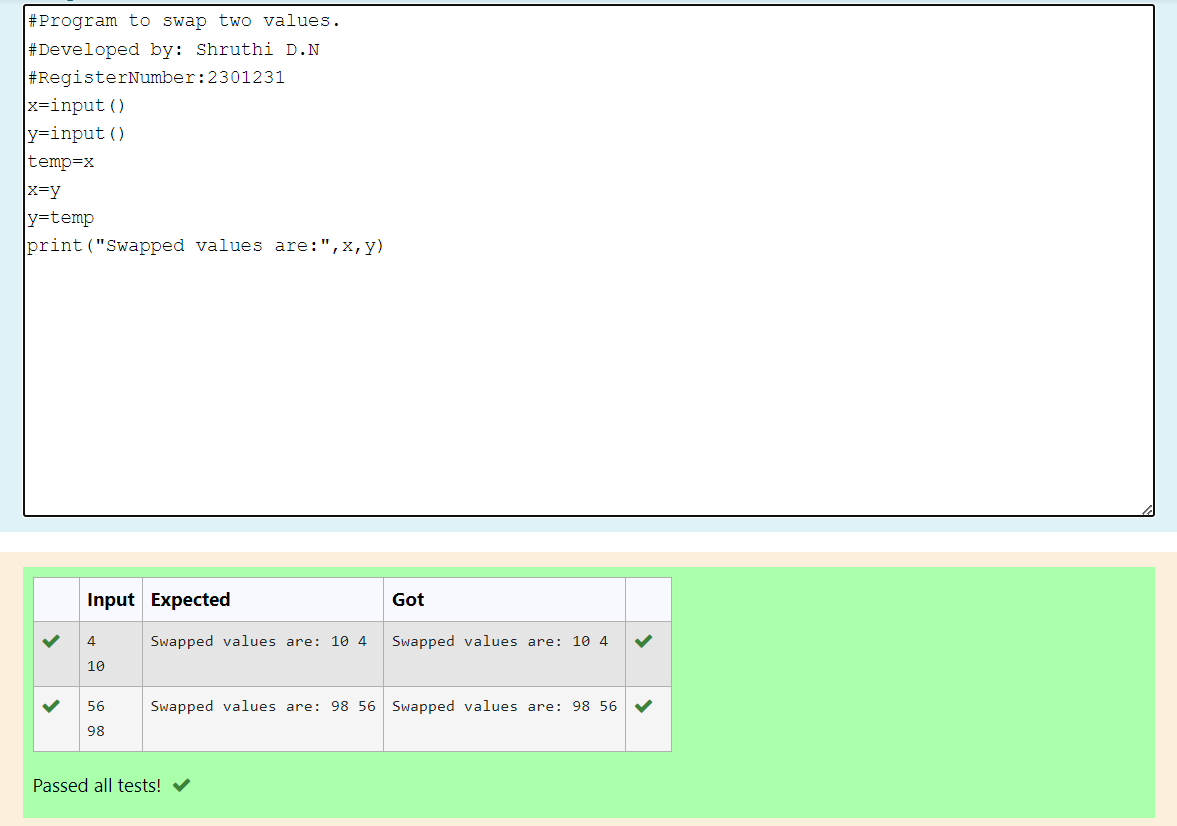 #Program to swap two values.
#Developed by: Shruthi D.N
#RegisterNumber:2301231
x=input()
y=input()
temp=x
x=y
y=temp
print("Swapped values are:",x,y)
Input Expected Got
4 Swapped values are: 10 4 Swapped values are: 10 4
10
56 Swapped values are: 98 56 Swapped values are: 98 56
98
Passed all tests!